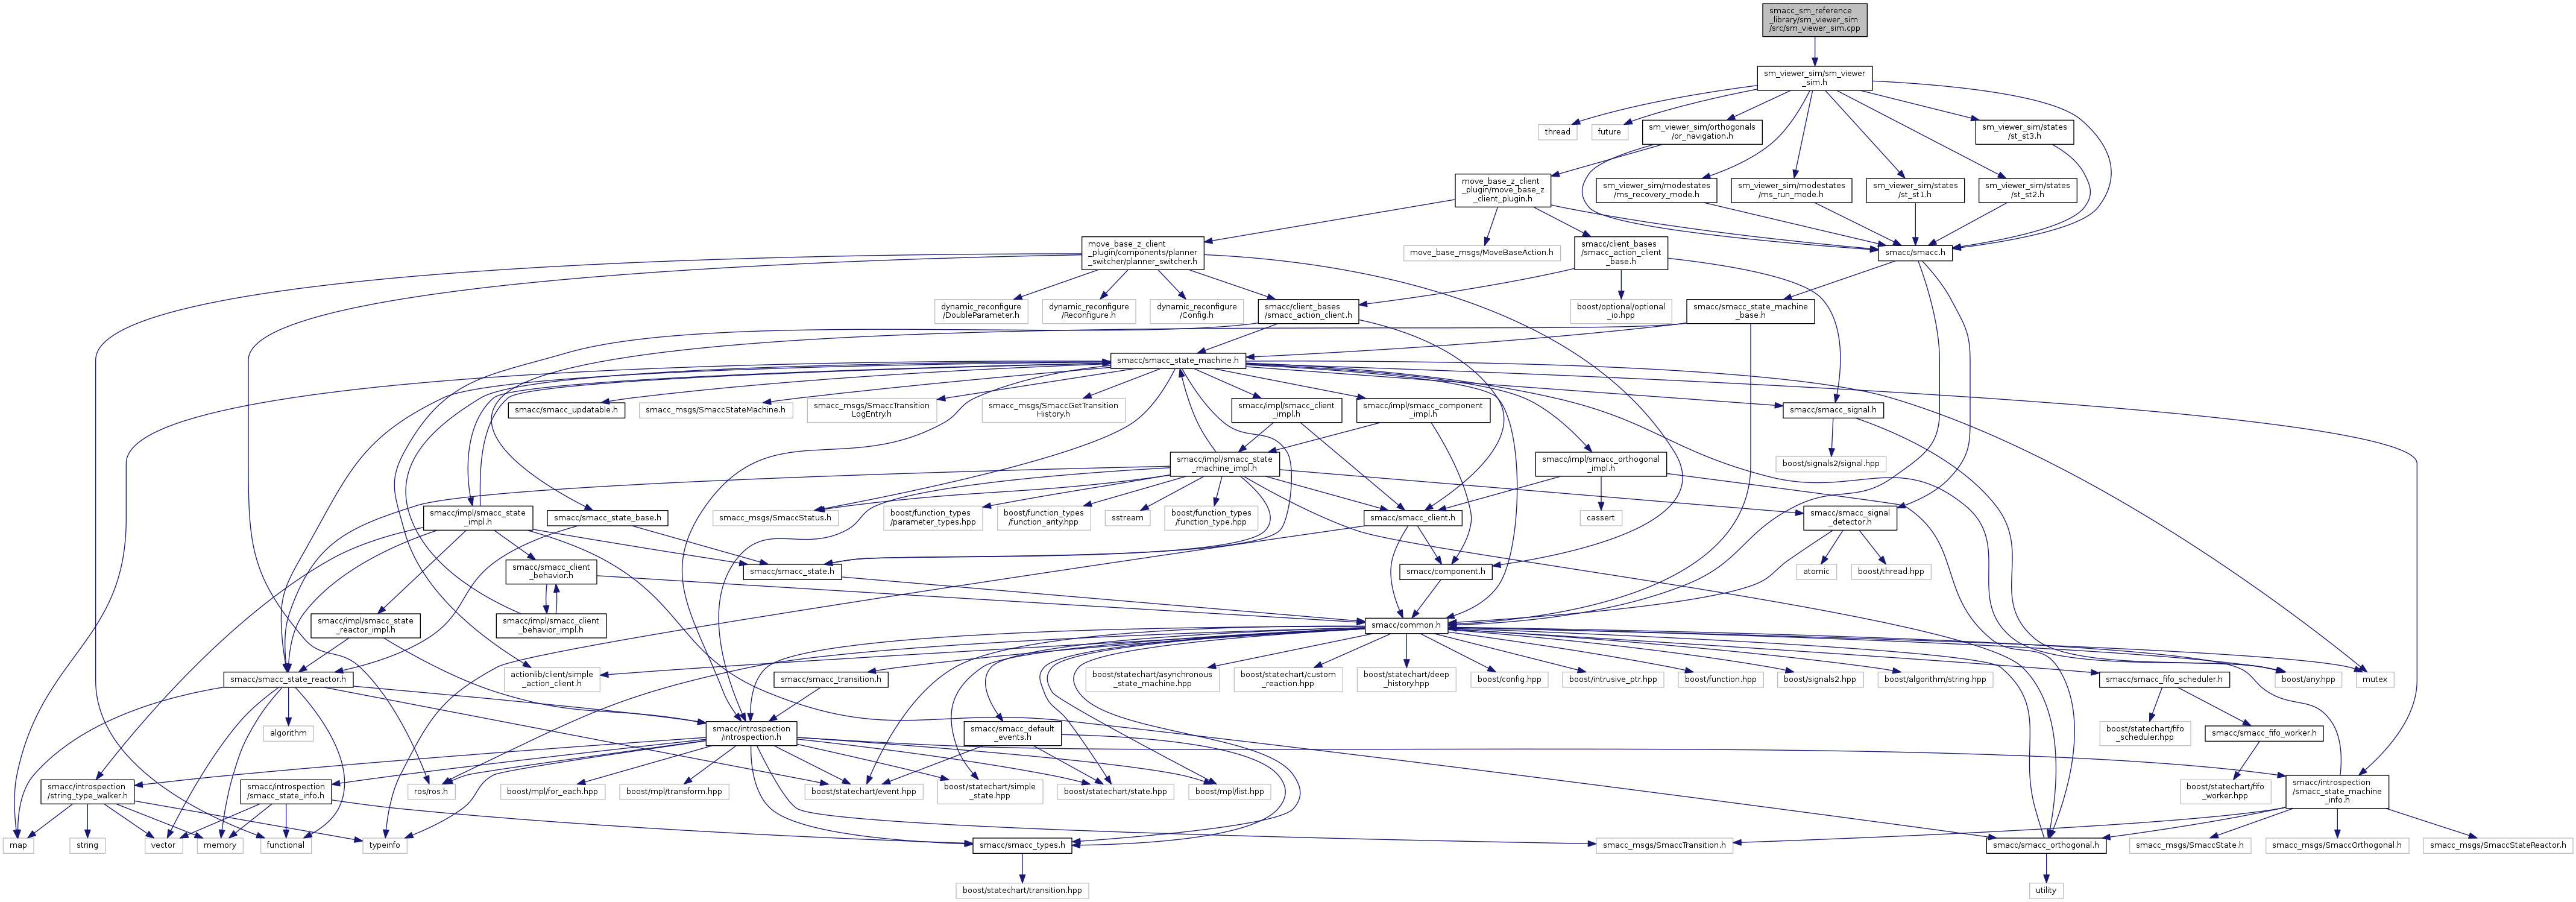 smacc_sm_reference
_library/sm_viewer_sim
/src/sm_viewer_sim.cpp
sm_viewer_sim/sm_viewer
_sim.h
thread
future
sm_viewer_sim/orthogonals
/or_navigation.h
sm_viewer_sim/states
/st_st3.h
move_base_z_client
_plugin/move_base_z
_client_plugin.h
sm_viewer_sim/modestates
/ms_recovery_mode.h
sm_viewer_sim/modestates
/ms_run_mode.h
sm_viewer_sim/states
/st_st1.h
sm_viewer_sim/states
/st_st2.h
move_base_z_client
_plugin/components/planner
_switcher/planner_switcher.h
move_base_msgs/MoveBaseAction.h
smacc/client_bases
/smacc_action_client
_base.h
smacc/smacc.h
dynamic_reconfigure
/DoubleParameter.h
dynamic_reconfigure
/Reconfigure.h
dynamic_reconfigure
/Config.h
smacc/client_bases
/smacc_action_client.h
boost/optional/optional
_io.hpp
smacc/smacc_state_machine
_base.h
smacc/smacc_state_machine.h
smacc/smacc_updatable.h
smacc_msgs/SmaccStateMachine.h
smacc_msgs/SmaccTransition
LogEntry.h
smacc_msgs/SmaccGetTransition
History.h
smacc/impl/smacc_client
_impl.h
smacc/impl/smacc_component
_impl.h
smacc/smacc_signal.h
smacc/impl/smacc_state
_machine_impl.h
smacc/impl/smacc_orthogonal
_impl.h
boost/signals2/signal.hpp
smacc/impl/smacc_state
_impl.h
smacc/smacc_state_base.h
smacc_msgs/SmaccStatus.h
boost/function_types
/parameter_types.hpp
boost/function_types
/function_arity.hpp
sstream
boost/function_types
/function_type.hpp
smacc/smacc_client.h
cassert
smacc/smacc_signal
_detector.h
smacc/smacc_client
_behavior.h
smacc/smacc_state.h
smacc/component.h
atomic
boost/thread.hpp
smacc/impl/smacc_state
_reactor_impl.h
smacc/impl/smacc_client
_behavior_impl.h
smacc/common.h
smacc/smacc_state_reactor.h
actionlib/client/simple
_action_client.h
smacc/smacc_transition.h
boost/statechart/asynchronous
_state_machine.hpp
boost/statechart/custom
_reaction.hpp
boost/statechart/deep
_history.hpp
boost/config.hpp
boost/intrusive_ptr.hpp
boost/function.hpp
boost/signals2.hpp
boost/algorithm/string.hpp
smacc/smacc_fifo_scheduler.h
boost/any.hpp
mutex
algorithm
smacc/introspection
/introspection.h
smacc/smacc_default
_events.h
boost/statechart/fifo
_scheduler.hpp
smacc/smacc_fifo_worker.h
smacc/introspection
/string_type_walker.h
smacc/introspection
/smacc_state_info.h
ros/ros.h
boost/mpl/for_each.hpp
boost/mpl/transform.hpp
boost/statechart/event.hpp
boost/statechart/simple
_state.hpp
boost/statechart/state.hpp
boost/mpl/list.hpp
boost/statechart/fifo
_worker.hpp
smacc/introspection
/smacc_state_machine
_info.h
map
string
vector
memory
functional
typeinfo
smacc/smacc_types.h
smacc_msgs/SmaccTransition.h
smacc/smacc_orthogonal.h
smacc_msgs/SmaccState.h
smacc_msgs/SmaccOrthogonal.h
smacc_msgs/SmaccStateReactor.h
boost/statechart/transition.hpp
utility